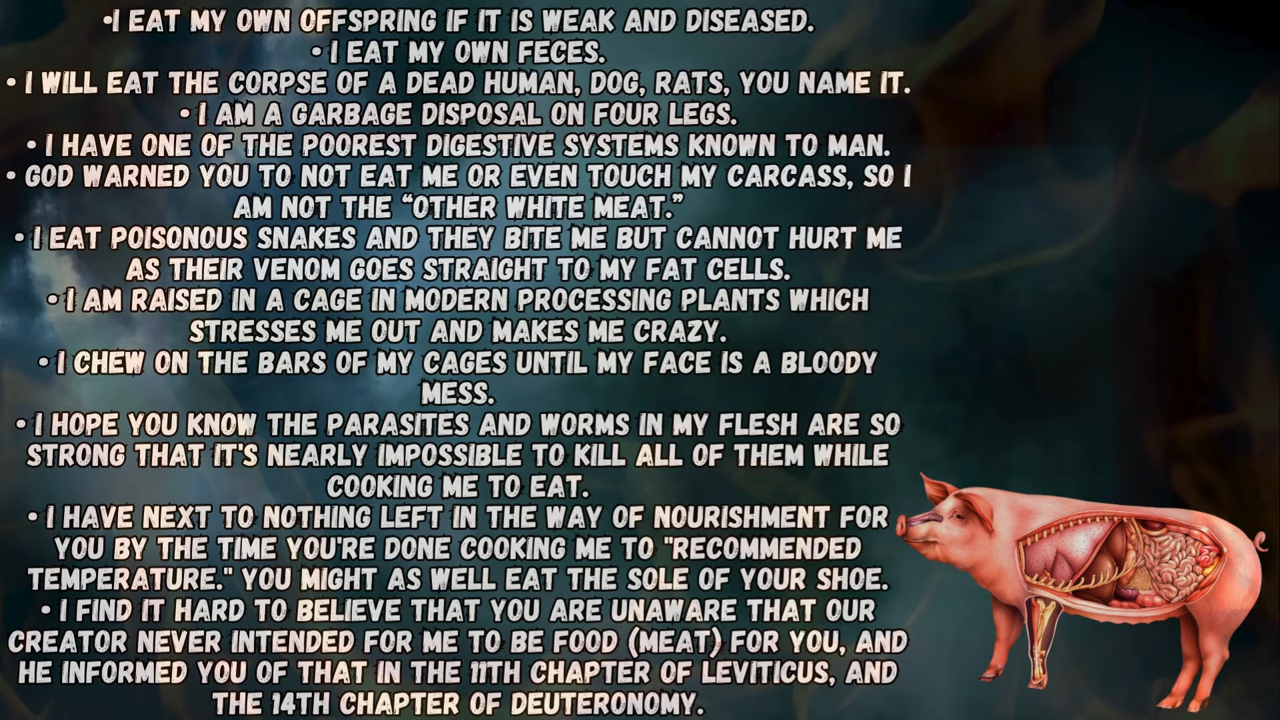 •I EAT MY OWN OFFSPRING IF IT IS WEAK AND DISEASED.
• I EAT MY OWN FECES.
• I WILL EAT THE CORPSE OF A DEAD HUMAN, DOG, RATS, YOU NAME IT.
• I AM A GARBAGE DISPOSAL ON FOUR LEGS.
• I HAVE ONE OF THE POOREST DIGESTIVE SYSTEMS KNOWN TO MAN.
• GOD WARNED YOU TO NOT EAT ME OR EVEN TOUCH MY CARCASS, SO I
AM NOT THE “OTHER WHITE MEAT.”
• I EAT POISONOUS SNAKES AND THEY BITE ME BUT CANNOT HURT ME
AS THEIR VENOM GOES STRAIGHT TO MY FAT CELLS.
• I AM RAISED IN A CAGE IN MODERN PROCESSING PLANTS WHICH
STRESSES ME OUT AND MAKES ME CRAZY.
• I CHEW ON THE BARS OF MY CAGES UNTIL MY FACE IS A BLOODY
MESS.
• I HOPE YOU KNOW THE PARASITES AND WORMS IN MY FLESH ARE SO
STRONG THAT IT'S NEARLY IMPOSSIBLE TO KILL ALL OF THEM WHILE
COOKING ME TO EAT.
• I HAVE NEXT TO NOTHING LEFT IN THE WAY OF NOURISHMENT FOR
YOU BY THE TIME YOU'RE DONE COOKING ME TO "RECOMMENDED
TEMPERATURE." YOU MIGHT AS WELL EAT THE SOLE OF YOUR SHOE.
• I FIND IT HARD TO BELIEVE THAT YOU ARE UNAWARE THAT OUR
CREATOR NEVER INTENDED FOR ME TO BE FOOD (MEAT) FOR YOU, AND
HE INFORMED YOU OF THAT IN THE 11TH CHAPTER OF LEVITICUS, AND
THE 14TH CHAPTER OF DEUTERONOMY.